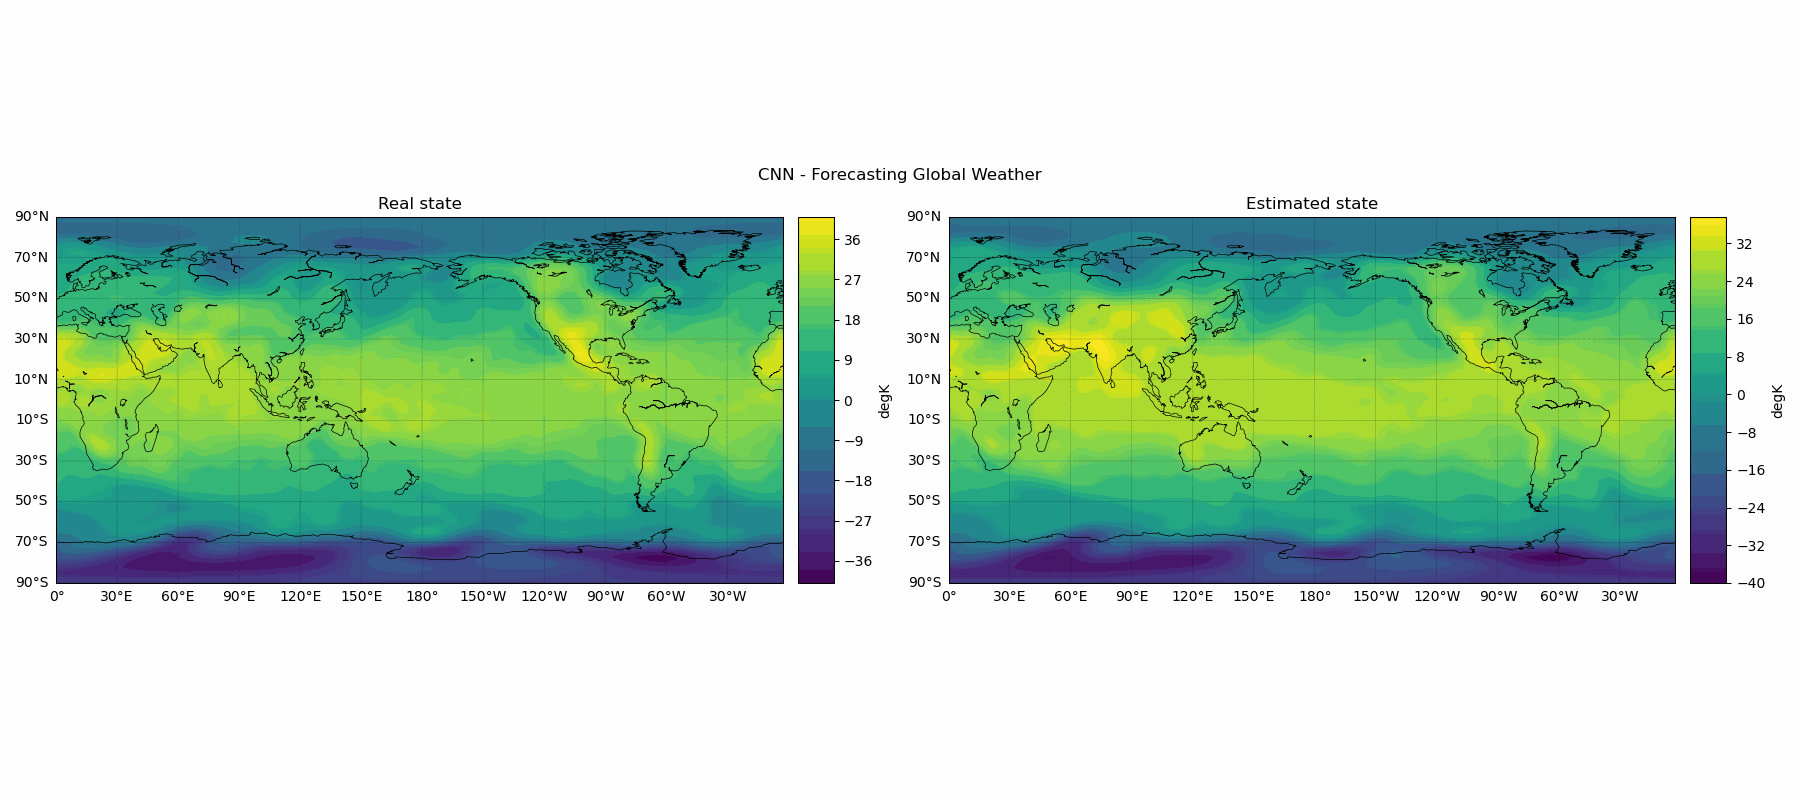 CNN - Forecasting Global Weather
Real state
90°N
70°N
50°N
30°N
10°N
10°S
30°S
50°S
70°S
90°S
0°
30°E
60°E
90°E
120°E
150°E
180°
150°W
120°W
90°W
60°W
30°W
36
27
18
9
0
−9
−18
−27
−36
degK
Estimated state
90°N
70°N
50°N
30°N
10°N
10°S
30°S
50°S
70°S
90°S
0°
30°E
60°E
90°E
120°E
150°E
180°
150°W
120°W
90°W
60°W
30°W
32
24
16
8
0
−8
−16
−24
−32
−40
degK